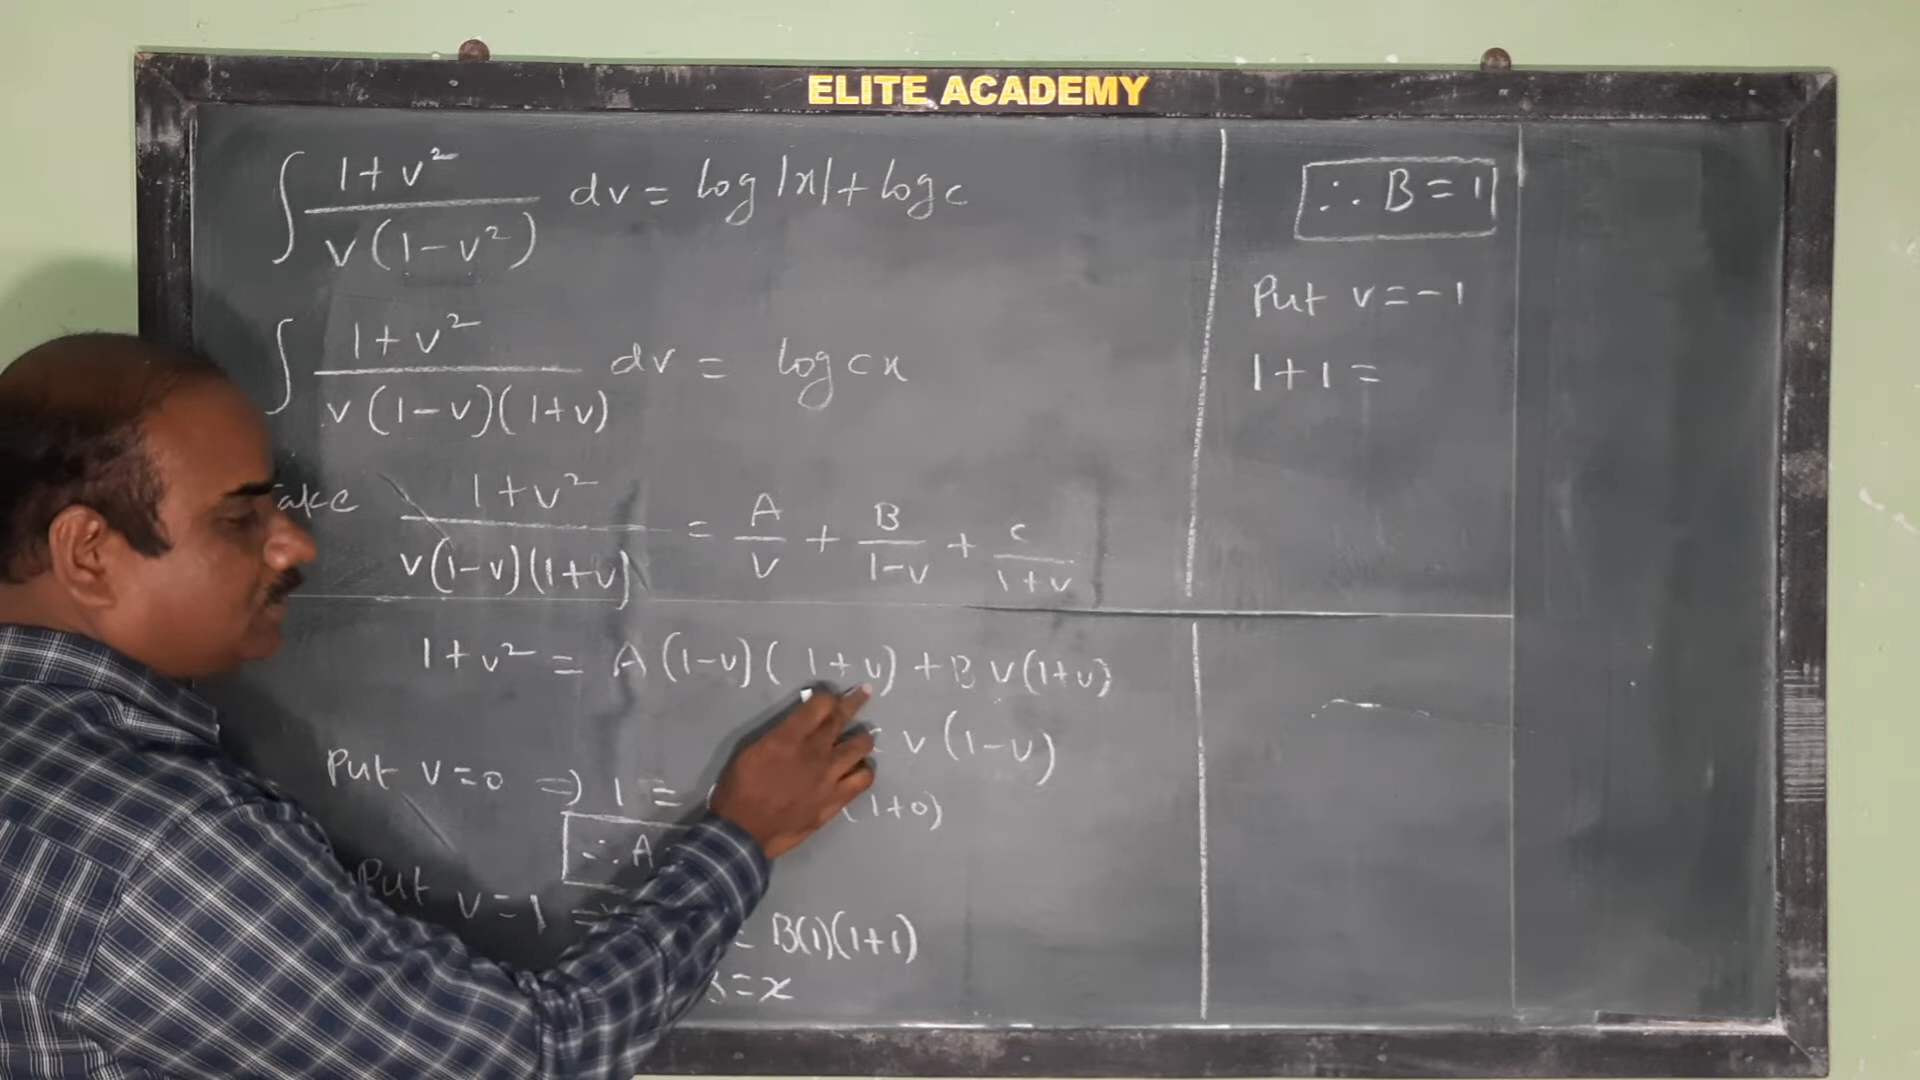 ELITE ACADEMY
∫ 1+v² / v(1-v²) dv = log|x| + log c
∫ 1+v² / v(1-v)(1+v) dv = log cx
1+v² / v(1-v)(1+v) = A/v + B/1-v + c/1+v
1+v² = A(1-v)(1+v) + B v(1+v)
v(1-v)
Put v=0 ⇒ 1 = (1+0)
∴ A
Put v=1 = B(1)(1+1)
∴ B = 1
Put v=-1
1+1 =